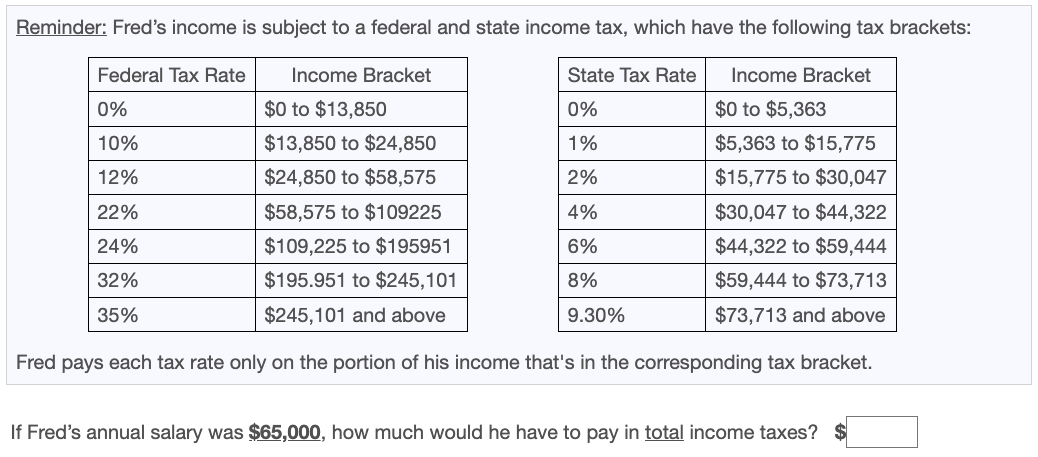 Reminder: Fred's income is subject to a federal and state income tax, which have the following tax brackets:
Federal Tax Rate Income Bracket
0% $0 to $13,850
10% $13,850 to $24,850
12% $24,850 to $58,575
22% $58,575 to $109225
24% $109,225 to $195951
32% $195.951 to $245,101
35% $245,101 and above
State Tax Rate Income Bracket
0% $0 to $5,363
1% $5,363 to $15,775
2% $15,775 to $30,047
4% $30,047 to $44,322
6% $44,322 to $59,444
8% $59,444 to $73,713
9.30% $73,713 and above
Fred pays each tax rate only on the portion of his income that's in the corresponding tax bracket.
If Fred's annual salary was $65,000, how much would he have to pay in total income taxes? $